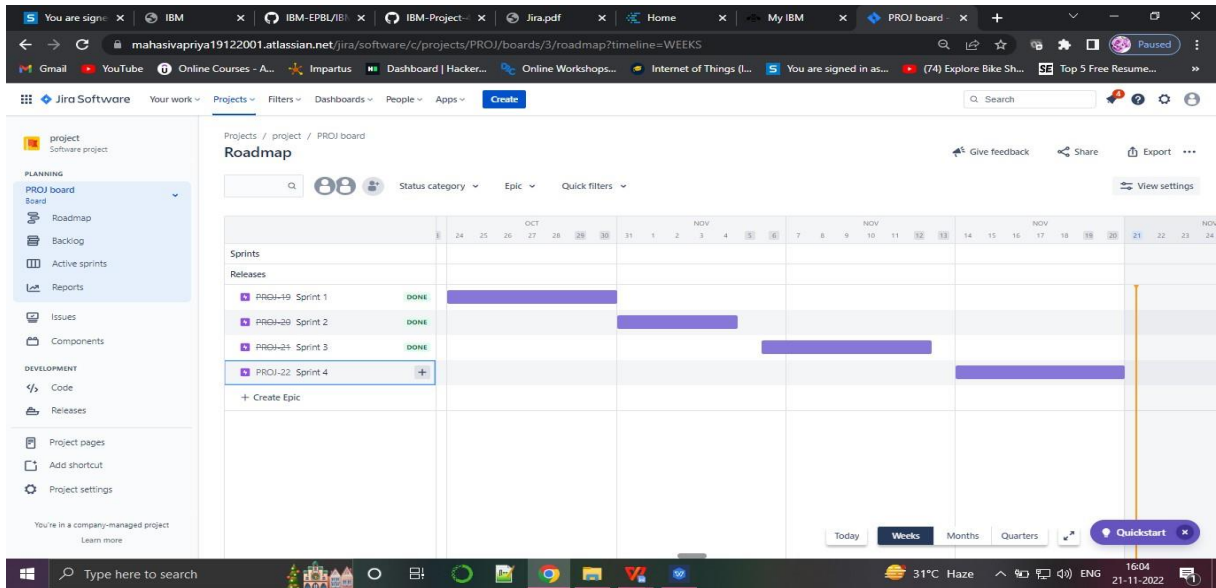 You are signe
IBM
IBM-EPBL/IBM
IBM-Project-
Jira.pdf
Home
My IBM
PROJ board -
mahasivapriya19122001.atlassian.net/jira/software/c/projects/PROJ/boards/3/roadmap?timeline=WEEKS
Paused
Gmail
YouTube
Online Courses - A...
Impartus
Dashboard | Hacker...
Online Workshops...
Internet of Things (I...
You are signed in as...
(74) Explore Bike Sh...
Top 5 Free Resume...
Jira Software
Your work
Projects
Filters
Dashboards
People
Apps
Create
Search
project
Software project
PLANNING
PROJ board
Board
Roadmap
Backlog
Active sprints
Reports
Issues
Components
DEVELOPMENT
Code
Releases
Project pages
Add shortcut
Project settings
You're in a company-managed project
Learn more
Projects / project / PROJ board
Roadmap
Give feedback
Share
Export
Status category
Epic
Quick filters
View settings
OCT NOV NOV NOV NOV
24 25 26 27 28 29 30 31 1 2 3 4 5 6 7 8 9 10 11 12 13 14 15 16 17 18 19 20 21 22 23 24
Sprints
Releases
PROJ-19 Sprint 1 DONE
PROJ-20 Sprint 2 DONE
PROJ-21 Sprint 3 DONE
PROJ-22 Sprint 4 +
+ Create Epic
Today
Weeks
Months
Quarters
Quickstart
Type here to search
31°C Haze
ENG
16:04
21-11-2022